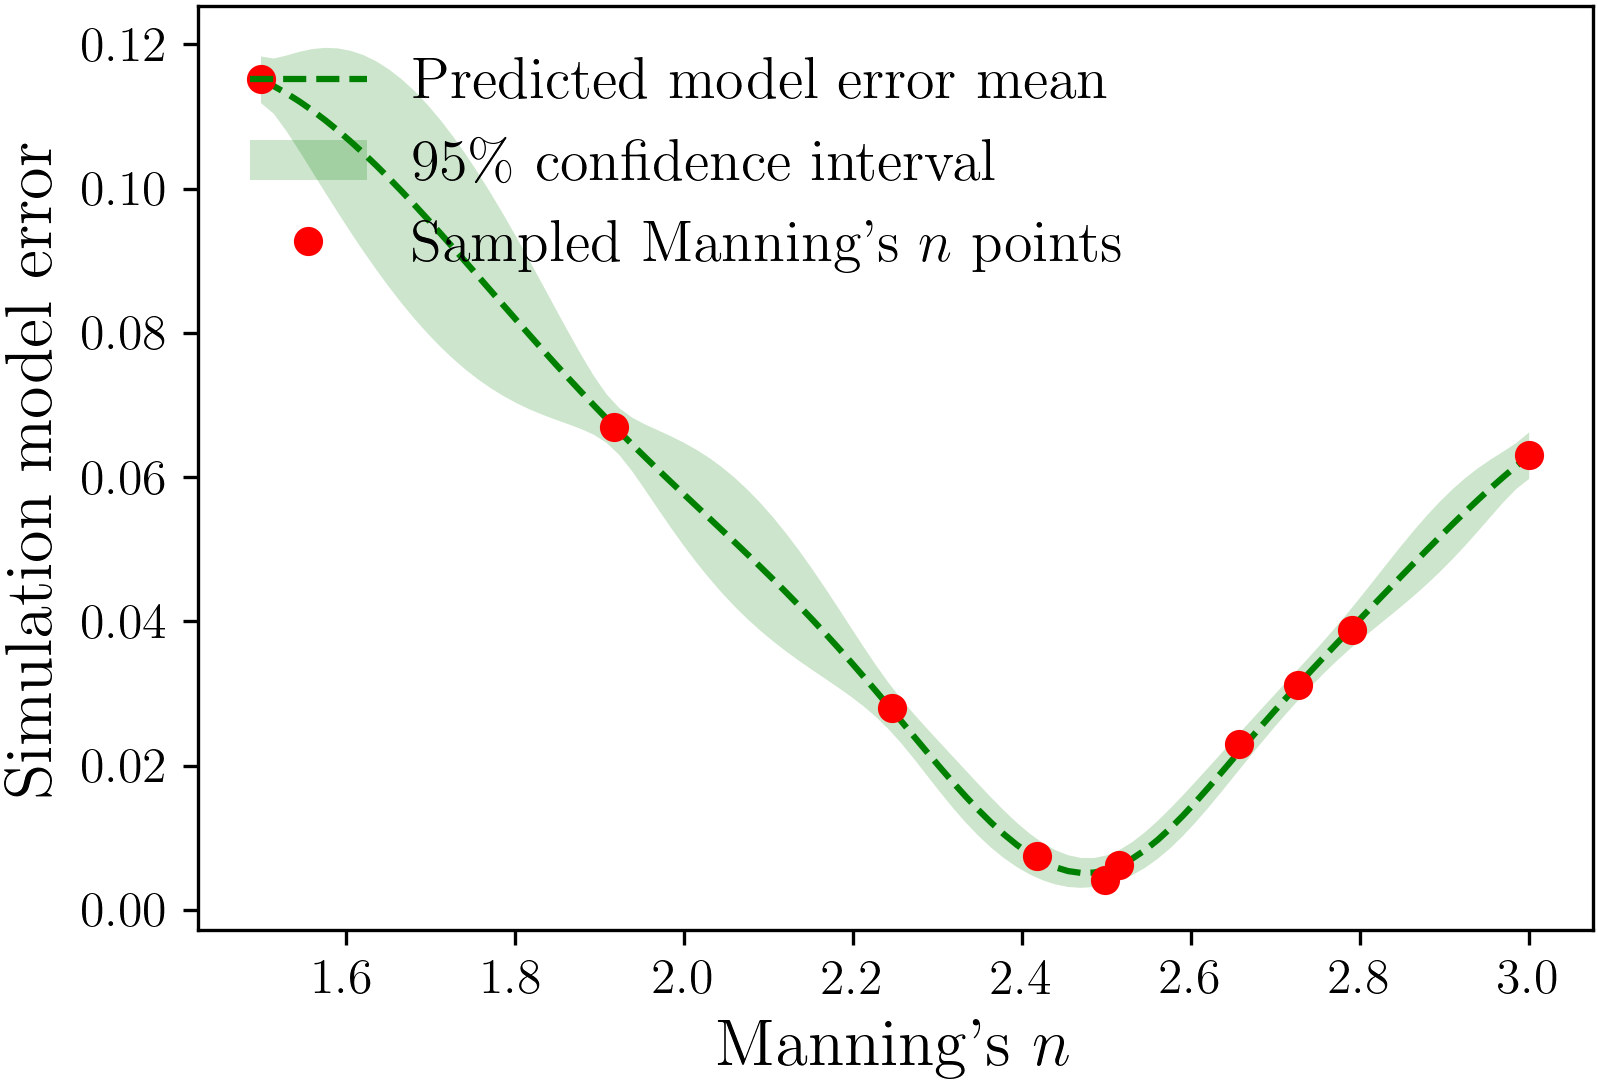 Simulation model error
0.12
0.10
0.08
0.06
0.04
0.02
0.00
Predicted model error mean
95% confidence interval
Sampled Manning's n points
1.6 1.8 2.0 2.2 2.4 2.6 2.8 3.0
Manning's n